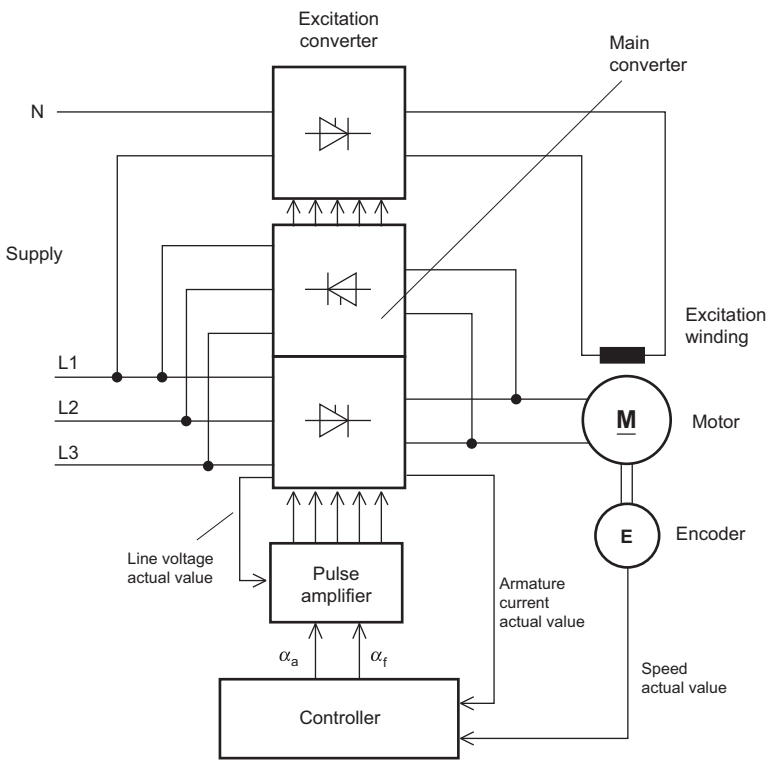 Excitation
converter
Main
converter
N
Supply
Excitation
winding
L1
L2
L3
M
Motor
E
Encoder
Line voltage
actual value
Pulse
amplifier
Armature
current
actual value
αa
αf
Speed
actual value
Controller